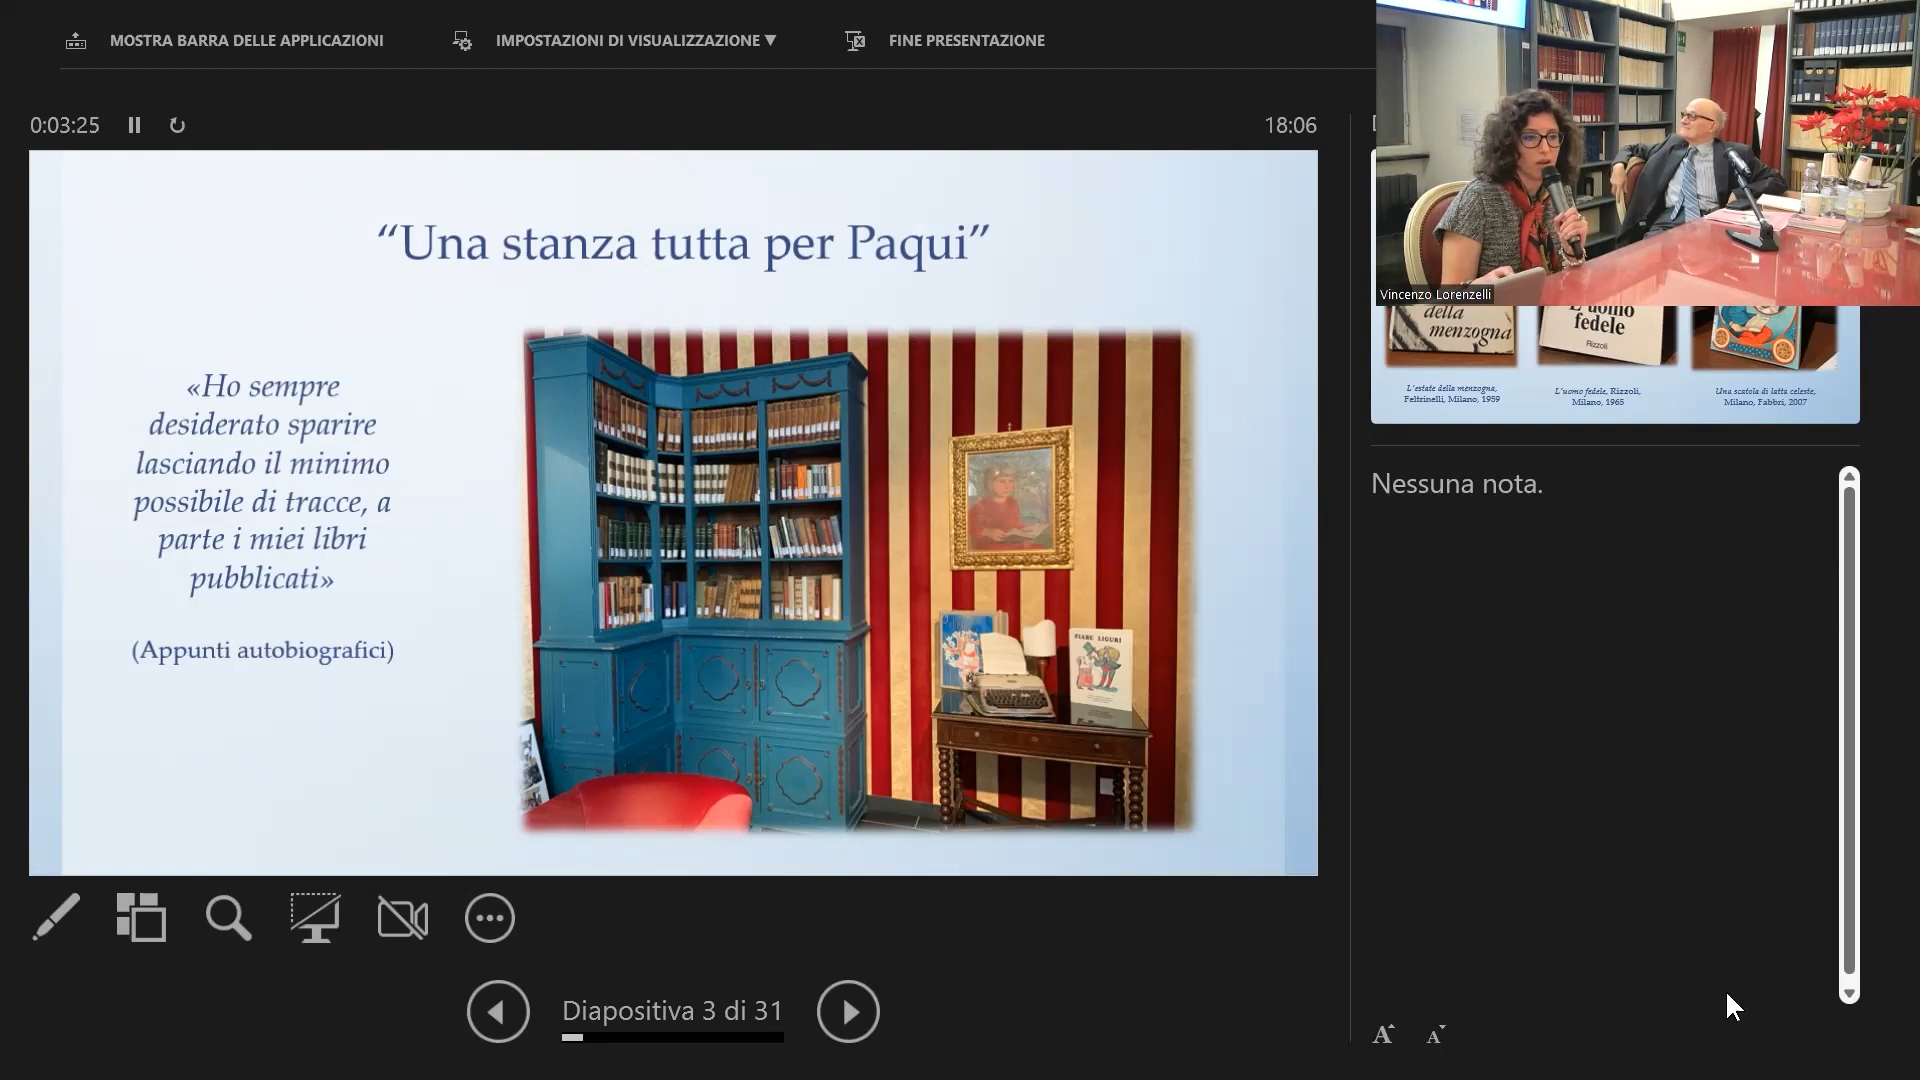 MOSTRA BARRA DELLE APPLICAZIONI
IMPOSTAZIONI DI VISUALIZZAZIONE ▼
FINE PRESENTAZIONE
0:03:25
18:06
“Una stanza tutta per Paqui”
«Ho sempre
desiderato sparire
lasciando il minimo
possibile di tracce, a
parte i miei libri
pubblicati»
(Appunti autobiografici)
FIABE LIGURI
Vincenzo Lorenzelli
della
menzogna
L'uomo
fedele
Rizzoli
L'estate della menzogna,
Feltrinelli, Milano, 1959
L'uomo fedele, Rizzoli,
Milano, 1965
Una scatola di latta celeste,
Milano, Fabbri, 2007
Nessuna nota.
Diapositiva 3 di 31